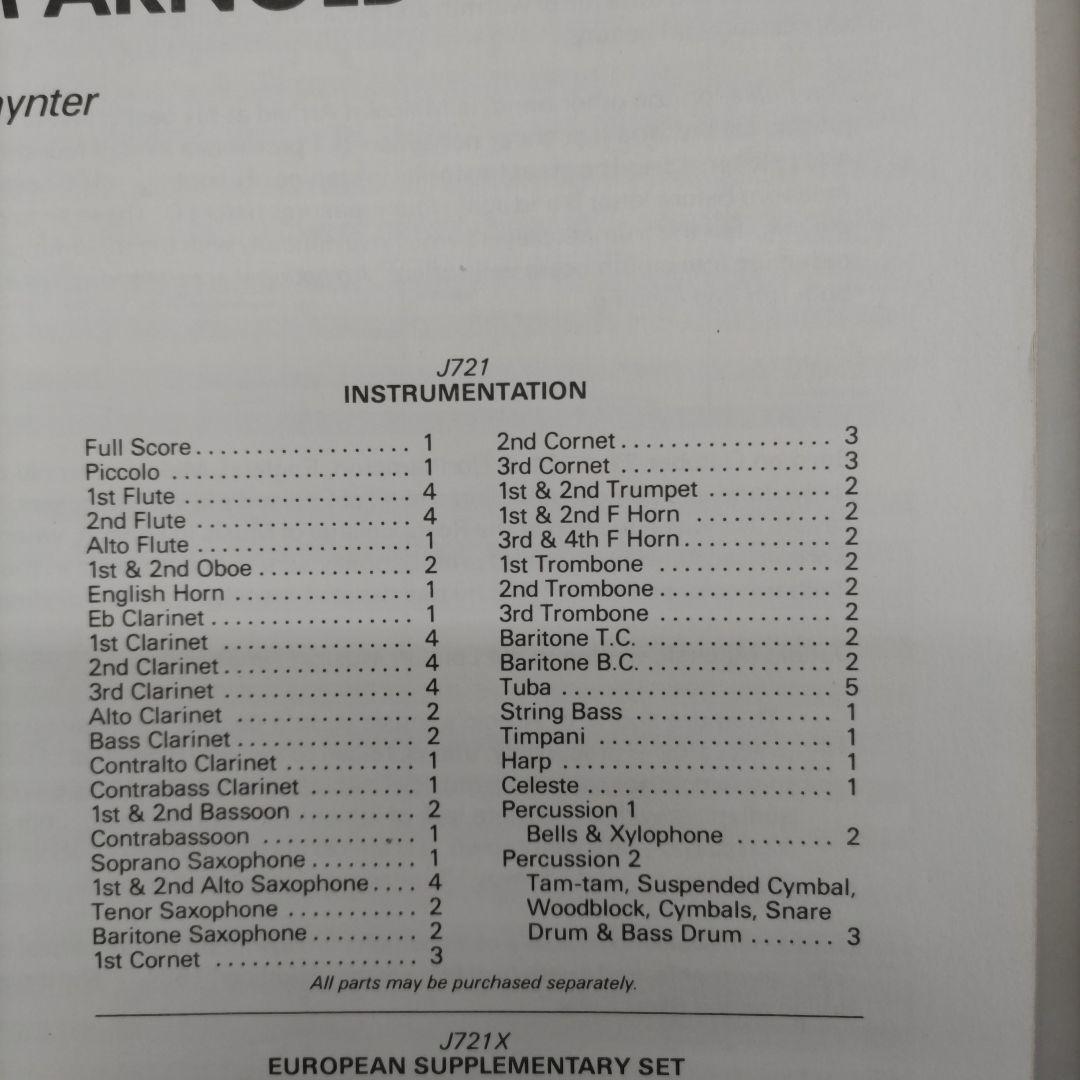 ARNOLD
ynter
J721
INSTRUMENTATION
Full Score.................. 1
Piccolo .................... 1
1st Flute ................... 4
2nd Flute .................. 4
Alto Flute .................. 1
1st & 2nd Oboe............. 2
English Horn ............... 1
Eb Clarinet................. 1
1st Clarinet ................ 4
2nd Clarinet................ 4
3rd Clarinet ................ 4
Alto Clarinet ............... 2
Bass Clarinet............... 2
Contralto Clarinet ........... 1
Contrabass Clarinet ......... 1
1st & 2nd Bassoon .......... 2
Contrabassoon ............. 1
Soprano Saxophone......... 1
1st & 2nd Alto Saxophone.... 4
Tenor Saxophone ........... 2
Baritone Saxophone......... 2
1st Cornet ................. 3
2nd Cornet................. 3
3rd Cornet ................. 3
1st & 2nd Trumpet .......... 2
1st & 2nd F Horn ........... 2
3rd & 4th F Horn............ 2
1st Trombone .............. 2
2nd Trombone.............. 2
3rd Trombone .............. 2
Baritone T.C. ............... 2
Baritone B.C. ............... 2
Tuba ...................... 5
String Bass ................ 1
Timpani ................... 1
Harp ...................... 1
Celeste.................... 1
Percussion 1
Bells & Xylophone ........ 2
Percussion 2
Tam-tam, Suspended Cymbal,
Woodblock, Cymbals, Snare
Drum & Bass Drum ....... 3
All parts may be purchased separately.
J721X
EUROPEAN SUPPLEMENTARY SET